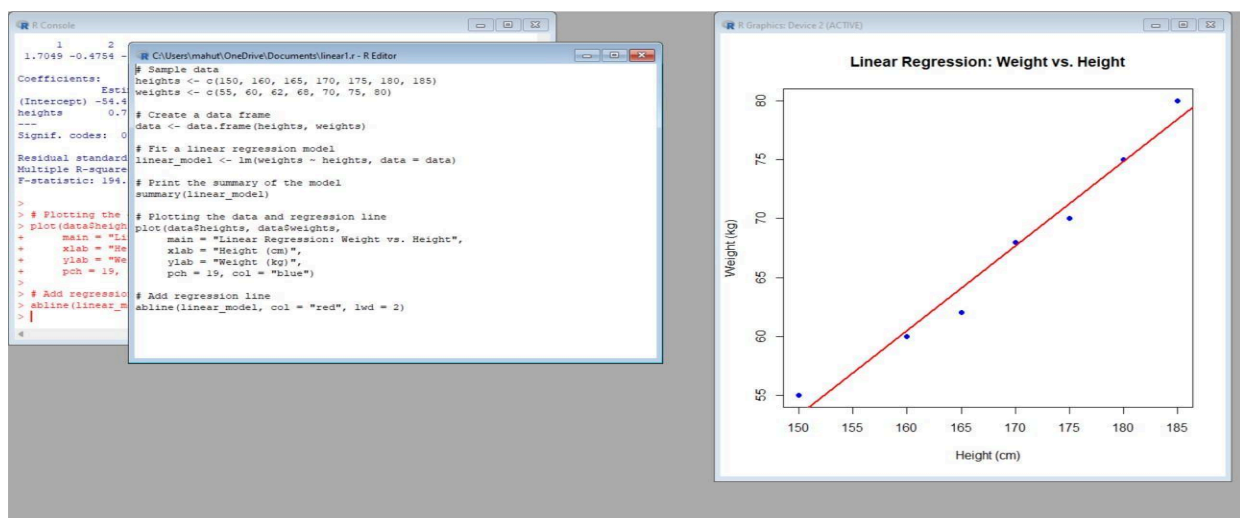 R Console
1 2
1.7049 -0.4754 -
Coefficients:
Esti
(Intercept) -54.4
heights 0.7
---
Signif. codes: 0
Residual standard
Multiple R-square
F-statistic: 194.
>
> # Plotting the
> plot(data$heigh
+ main = "Li
+ xlab = "He
+ ylab = "We
+ pch = 19,
>
> # Add regressio
> abline(linear_m
>
C:\Users\mahut\OneDrive\Documents\linear1.r - R Editor
# Sample data
heights <- c(150, 160, 165, 170, 175, 180, 185)
weights <- c(55, 60, 62, 68, 70, 75, 80)
# Create a data frame
data <- data.frame(heights, weights)
# Fit a linear regression model
linear_model <- lm(weights ~ heights, data = data)
# Print the summary of the model
summary(linear_model)
# Plotting the data and regression line
plot(data$heights, data$weights,
main = "Linear Regression: Weight vs. Height",
xlab = "Height (cm)",
ylab = "Weight (kg)",
pch = 19, col = "blue")
# Add regression line
abline(linear_model, col = "red", lwd = 2)
R Graphics: Device 2 (ACTIVE)
Linear Regression: Weight vs. Height
Weight (kg)
80
75
70
65
60
55
150 155 160 165 170 175 180 185
Height (cm)